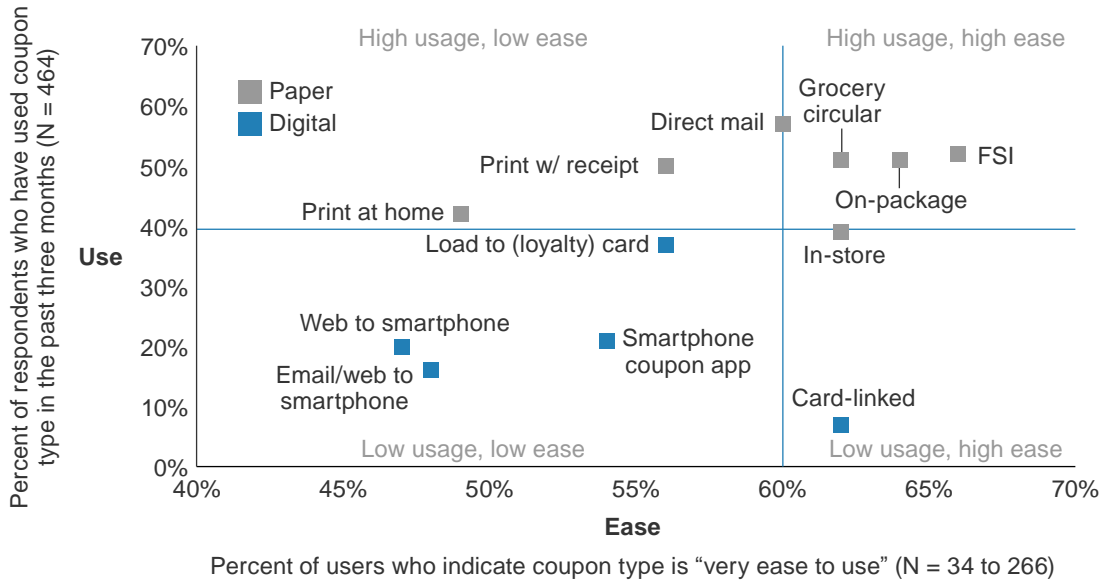 Percent of respondents who have used coupon
type in the past three months (N = 464)
Use
70%
60%
50%
40%
30%
20%
10%
0%
High usage, low ease
High usage, high ease
Paper
Digital
Grocery
circular
Direct mail
Print w/ receipt
FSI
On-package
Print at home
Load to (loyalty) card
In-store
Web to smartphone
Smartphone
coupon app
Email/web to
smartphone
Card-linked
Low usage, low ease
Low usage, high ease
40%
45%
50%
55%
60%
65%
70%
Ease
Percent of users who indicate coupon type is “very ease to use” (N = 34 to 266)